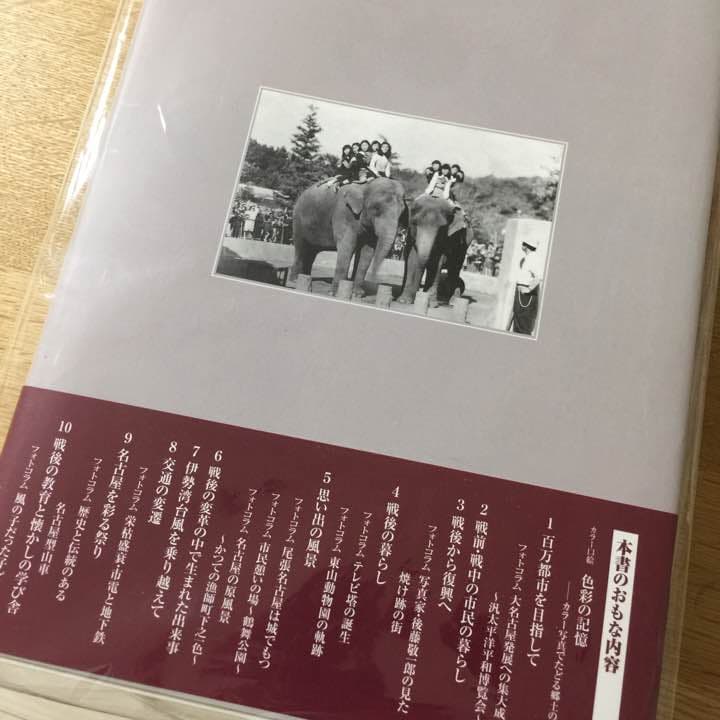 本書のおもな内容
カラー口絵 色彩の記憶
――カラー写真でたどる郷土の
1 百万都市を目指して
フォトコラム 大名古屋発展への集大成
〜汎太平洋平和博覧会〜
2 戦前・戦中の市民の暮らし
3 戦後から復興へ
フォトコラム 写真家・後藤敬一郎の見た
焼け跡の街
4 戦後の暮らし
フォトコラム テレビ塔の誕生
フォトコラム 東山動物園の軌跡
5 思い出の風景
フォトコラム 尾張名古屋は城でもつ
フォトコラム 市民憩いの場〜鶴舞公園〜
フォトコラム 名古屋の原風景
〜かつての漁師町下之一色〜
6 戦後の変革の中で生まれた出来事
7 伊勢湾台風を乗り越えて
8 交通の変遷
フォトコラム 栄枯盛衰・市電と地下鉄
9 名古屋を彩る祭り
フォトコラム 歴史と伝統のある
名古屋型山車
10 戦後の教育と懐かしの学び舎
フォトコラム 風の子だった子